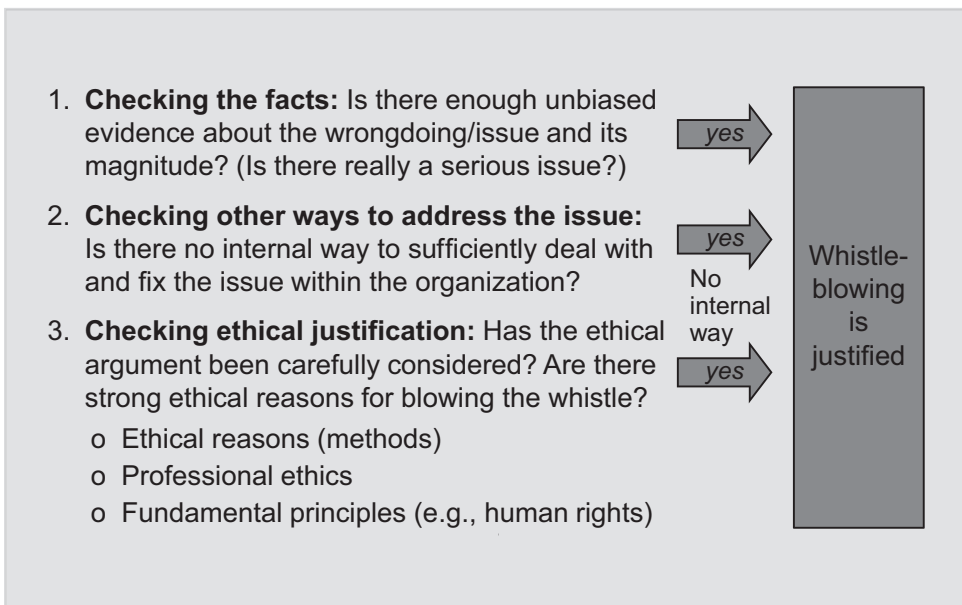 1. Checking the facts: Is there enough unbiased
evidence about the wrongdoing/issue and its
magnitude? (Is there really a serious issue?)
yes
2. Checking other ways to address the issue:
Is there no internal way to sufficiently deal with
and fix the issue within the organization?
yes
No
internal
way
3. Checking ethical justification: Has the ethical
argument been carefully considered? Are there
strong ethical reasons for blowing the whistle?
yes
o Ethical reasons (methods)
o Professional ethics
o Fundamental principles (e.g., human rights)
Whistle-
blowing
is
justified